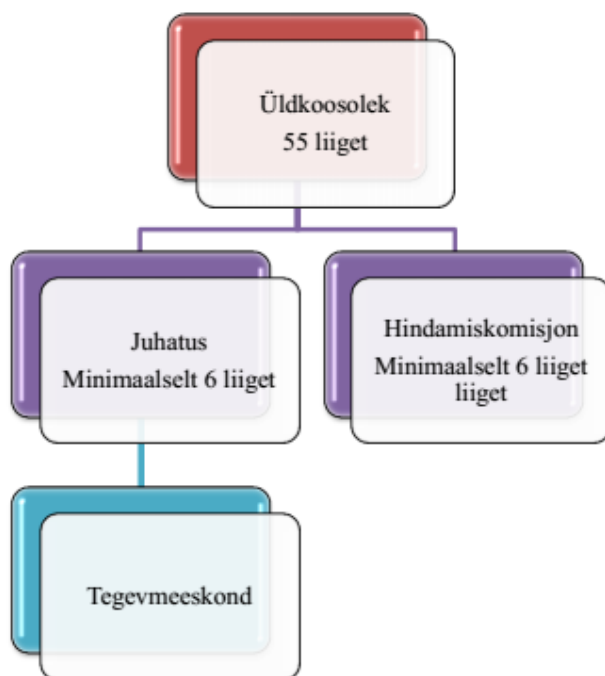 Üldkoosolek
55 liiget
Juhatus
Minimaalselt 6 liiget
Hindamiskomisjon
Minimaalselt 6 liiget
liiget
Tegevmeeskond